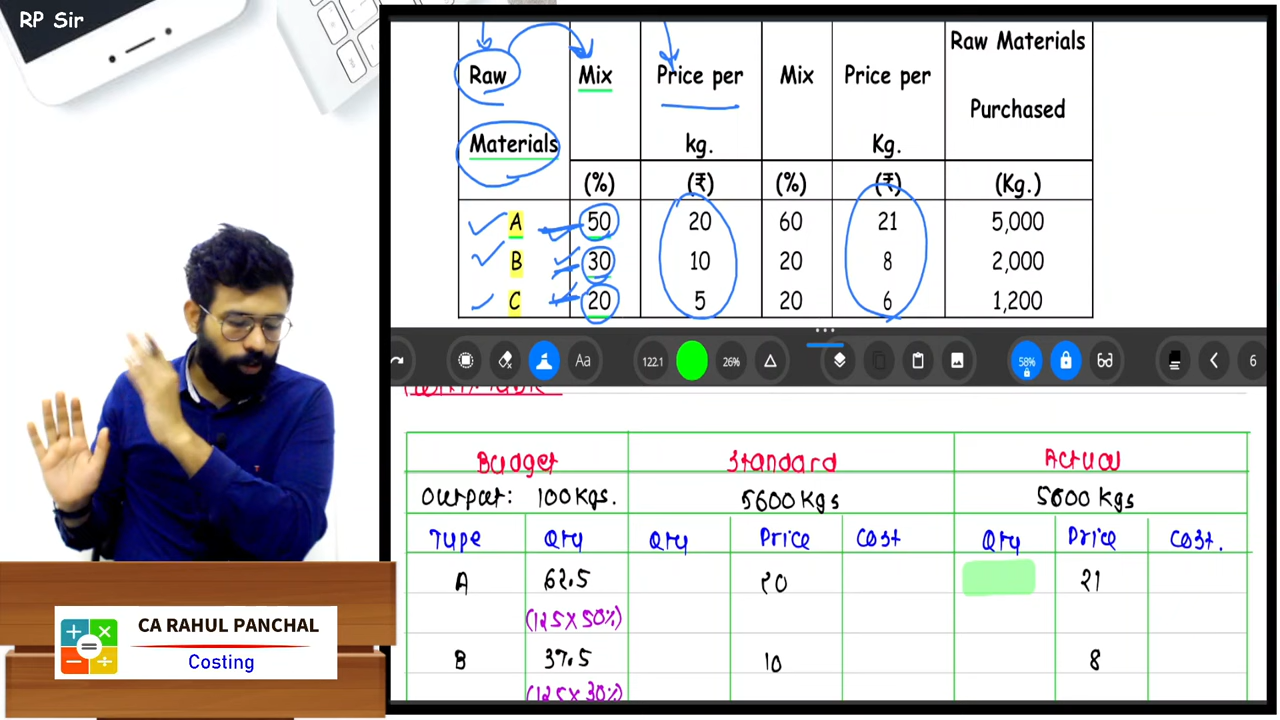 RP Sir
Raw Materials
Raw Mix Price per Mix Price per
Purchased
Materials kg. Kg.
(%) (₹) (%) (₹) (Kg.)
A 50 20 60 21 5,000
B 30 10 20 8 2,000
C 20 5 20 6 1,200
Aa 122.1 26% 58% 6
Budget Standard Actual
Output: 100 Kgs. 5600 Kgs 5600 Kgs
Type Qty Qty Price Cost Qty Price Cost.
A 62.5 20 21
(125 X 50%)
B 37.5 10 8
(125 X 30%)
CA RAHUL PANCHAL
Costing